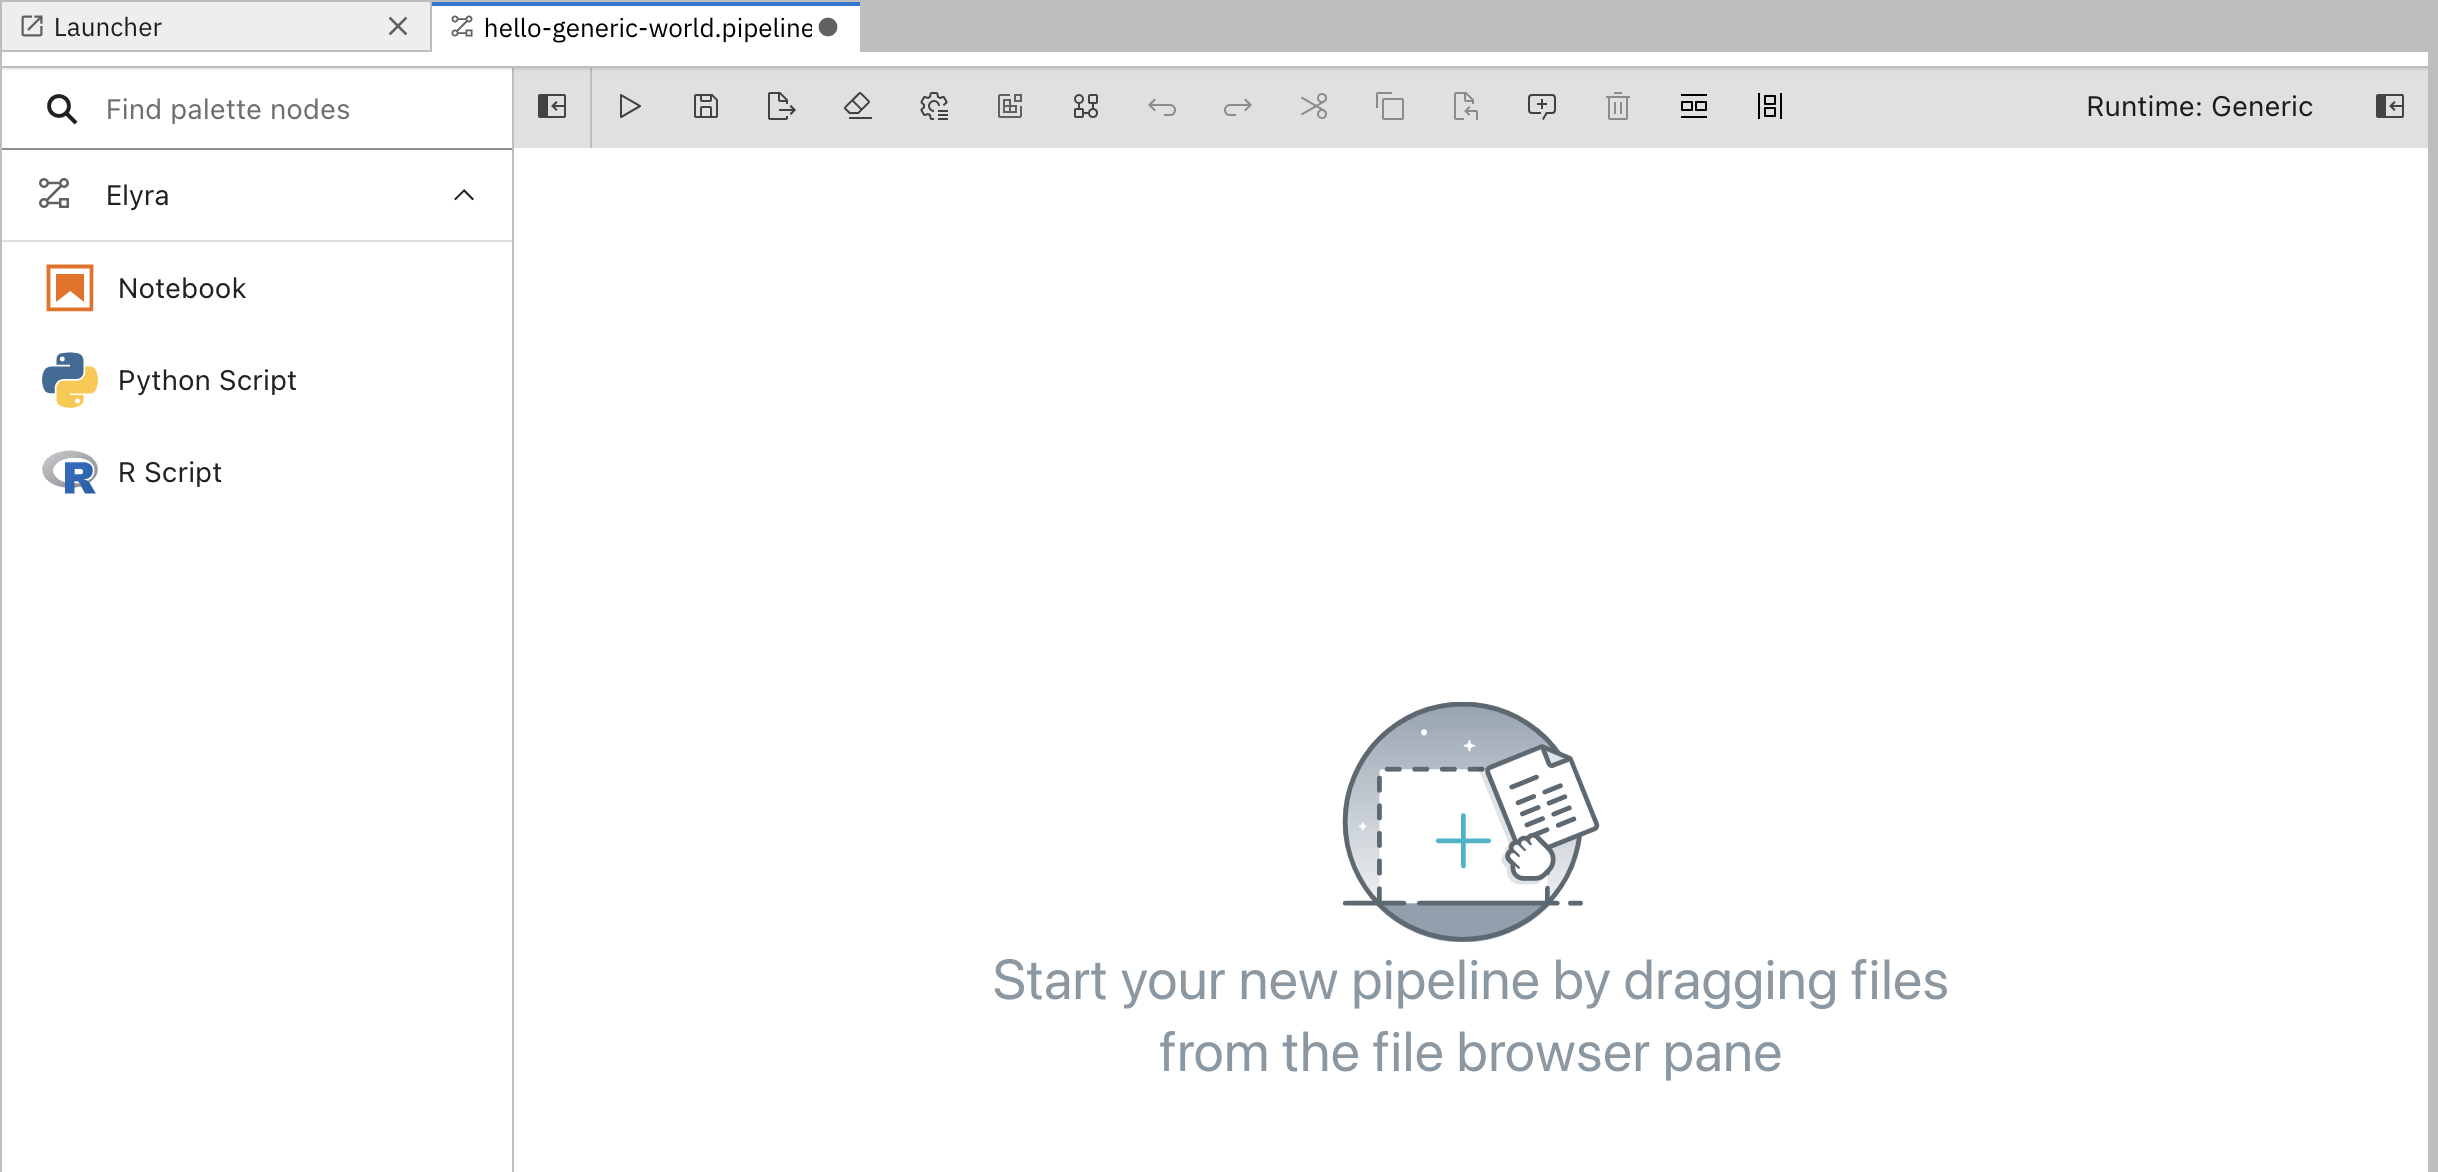 Launcher
hello-generic-world.pipeline
Find palette nodes
Runtime: Generic
Elyra
Notebook
Python Script
R Script
Start your new pipeline by dragging files
from the file browser pane